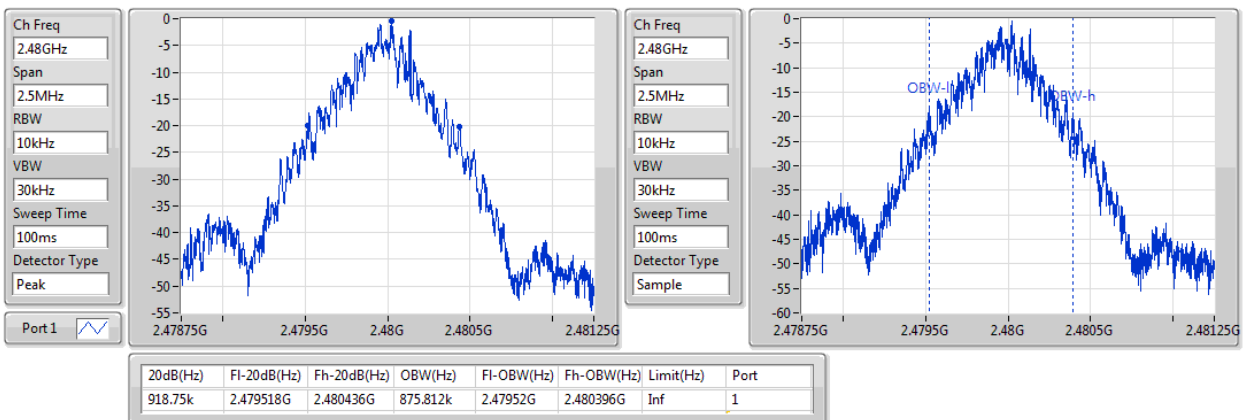 Ch Freq
2.48GHz
Span
2.5MHz
RBW
10kHz
VBW
30kHz
Sweep Time
100ms
Detector Type
Peak
Port 1
0
-5
-10
-15
-20
-25
-30
-35
-40
-45
-50
-55
2.47875G 2.4795G 2.48G 2.4805G 2.48125G
Ch Freq
2.48GHz
Span
2.5MHz
RBW
10kHz
VBW
30kHz
Sweep Time
100ms
Detector Type
Sample
0
-5
-10
-15
-20
-25
-30
-35
-40
-45
-50
-55
-60
OBW-l
OBW-h
2.47875G 2.4795G 2.48G 2.4805G 2.48125G
20dB(Hz) Fl-20dB(Hz) Fh-20dB(Hz) OBW(Hz) Fl-OBW(Hz) Fh-OBW(Hz) Limit(Hz) Port
918.75k 2.479518G 2.480436G 875.812k 2.47952G 2.480396G Inf 1